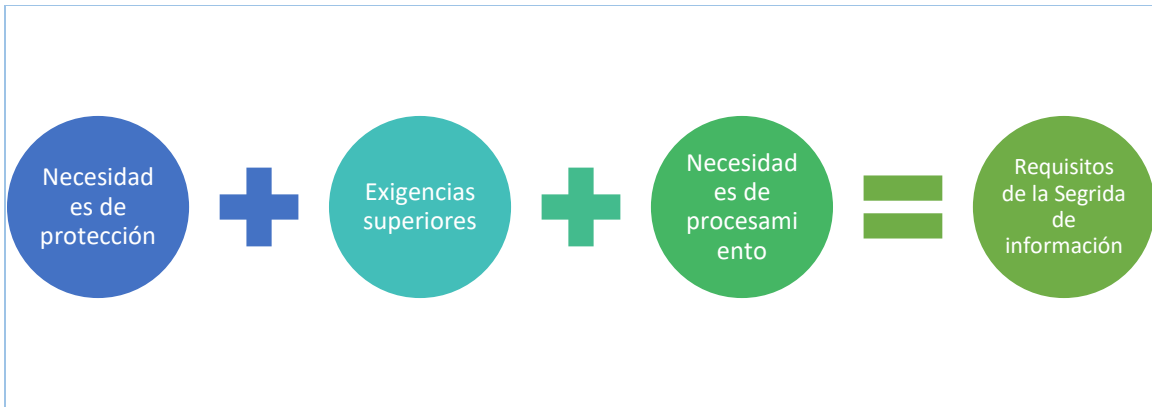 Necesidad
es de
protección
Exigencias
superiores
Necesidad
es de
procesami
ento
Requisitos
de la Segrida
de
información